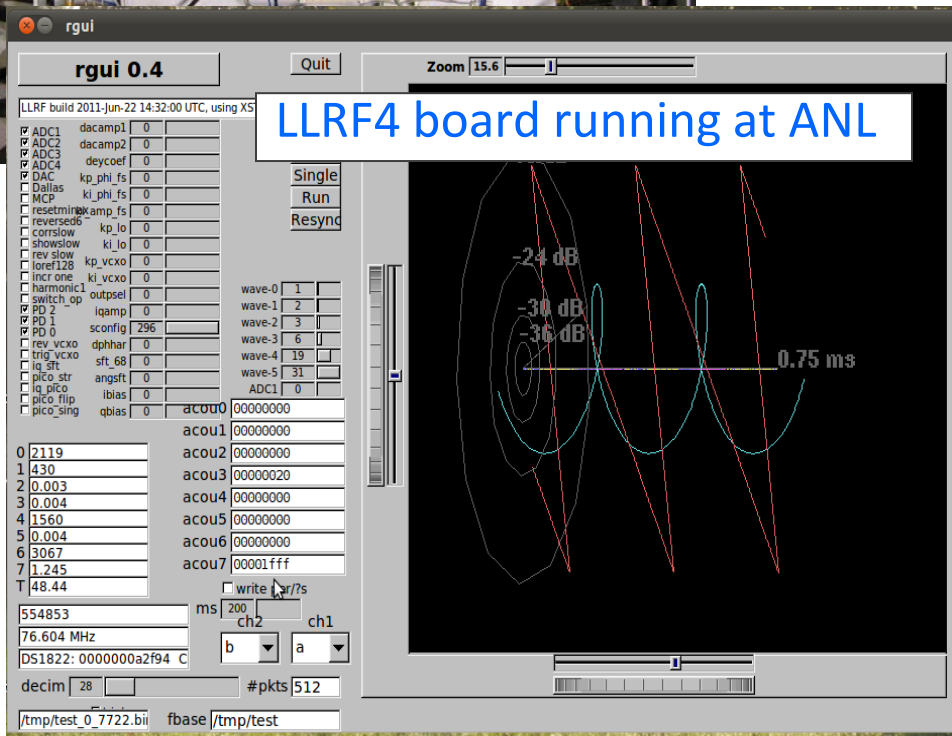 rgui
rgui 0.4
Quit
Zoom 15.6
LLRF build 2011-Jun-22 14:32:00 UTC, using XST
LLRF4 board running at ANL
Single
Run
Resync
ADC1
ADC2
ADC3
ADC4
DAC
Dallas
MCP
reversed6
corrslow
showslow
rev slow
loref128
incr one
harmonic1
switch_op
PD 2
PD 1
PD 0
rev_vcxo
trig_vcxo
iq_sft
pico_str
iq_pico
pico_flip
pico_sing
dacamp1 0
dacamp2 0
deycoef 0
kp_phi_fs 0
ki_phi_fs 0
amp_fs 0
kp_lo 0
ki_lo 0
kp_vcxo 0
ki_vcxo 0
outpsel 0
iqamp 0
sconfig 296
dphhar 0
sft_68 0
angsft 0
ibias 0
qbias 0
wave-0 1
wave-1 2
wave-2 3
wave-3 6
wave-4 19
wave-5 31
ADC1 0
acou0 00000000
acou1 00000000
acou2 00000000
acou3 00000020
acou4 00000000
acou5 00000000
acou6 00000000
acou7 00001fff
0 2119
1 430
2 0.003
3 0.004
4 1560
5 0.004
6 3067
7 1.245
T 48.44
write
ms 200
554853
76.604 MHz
DS1822: 0000000a2f94 C
ch2 ch1
b a
decim 28
#pkts 512
/tmp/test_0_7722.bin
fbase /tmp/test
-24 dB
-30 dB
-36 dB
0.75 ms